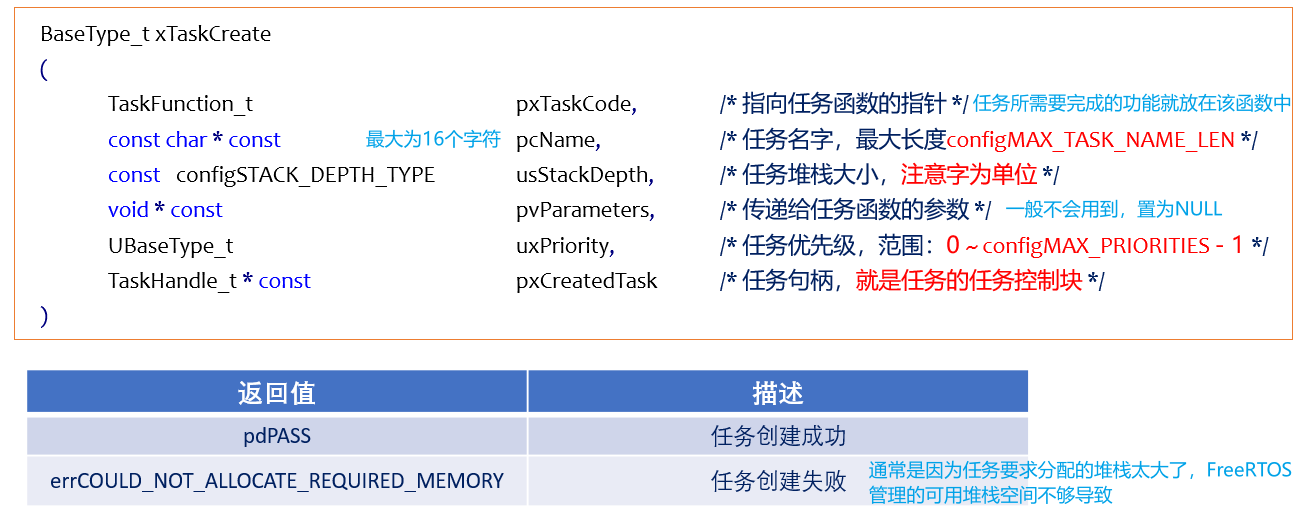 BaseType_t xTaskCreate
(
TaskFunction_t pxTaskCode, /* 指向任务函数的指针 */ 任务所需要完成的功能就放在该函数中
const char * const 最大为16个字符 pcName, /* 任务名字，最大长度configMAX_TASK_NAME_LEN */
const configSTACK_DEPTH_TYPE usStackDepth, /* 任务堆栈大小，注意字为单位 */
void * const pvParameters, /* 传递给任务函数的参数 */ 一般不会用到，置为NULL
UBaseType_t uxPriority, /* 任务优先级，范围：0 ~ configMAX_PRIORITIES - 1 */
TaskHandle_t * const pxCreatedTask /* 任务句柄，就是任务的任务控制块 */
)
返回值 描述
pdPASS 任务创建成功
errCOULD_NOT_ALLOCATE_REQUIRED_MEMORY 任务创建失败 通常是因为任务要求分配的堆栈太大了，FreeRTOS
管理的可用堆栈空间不够导致